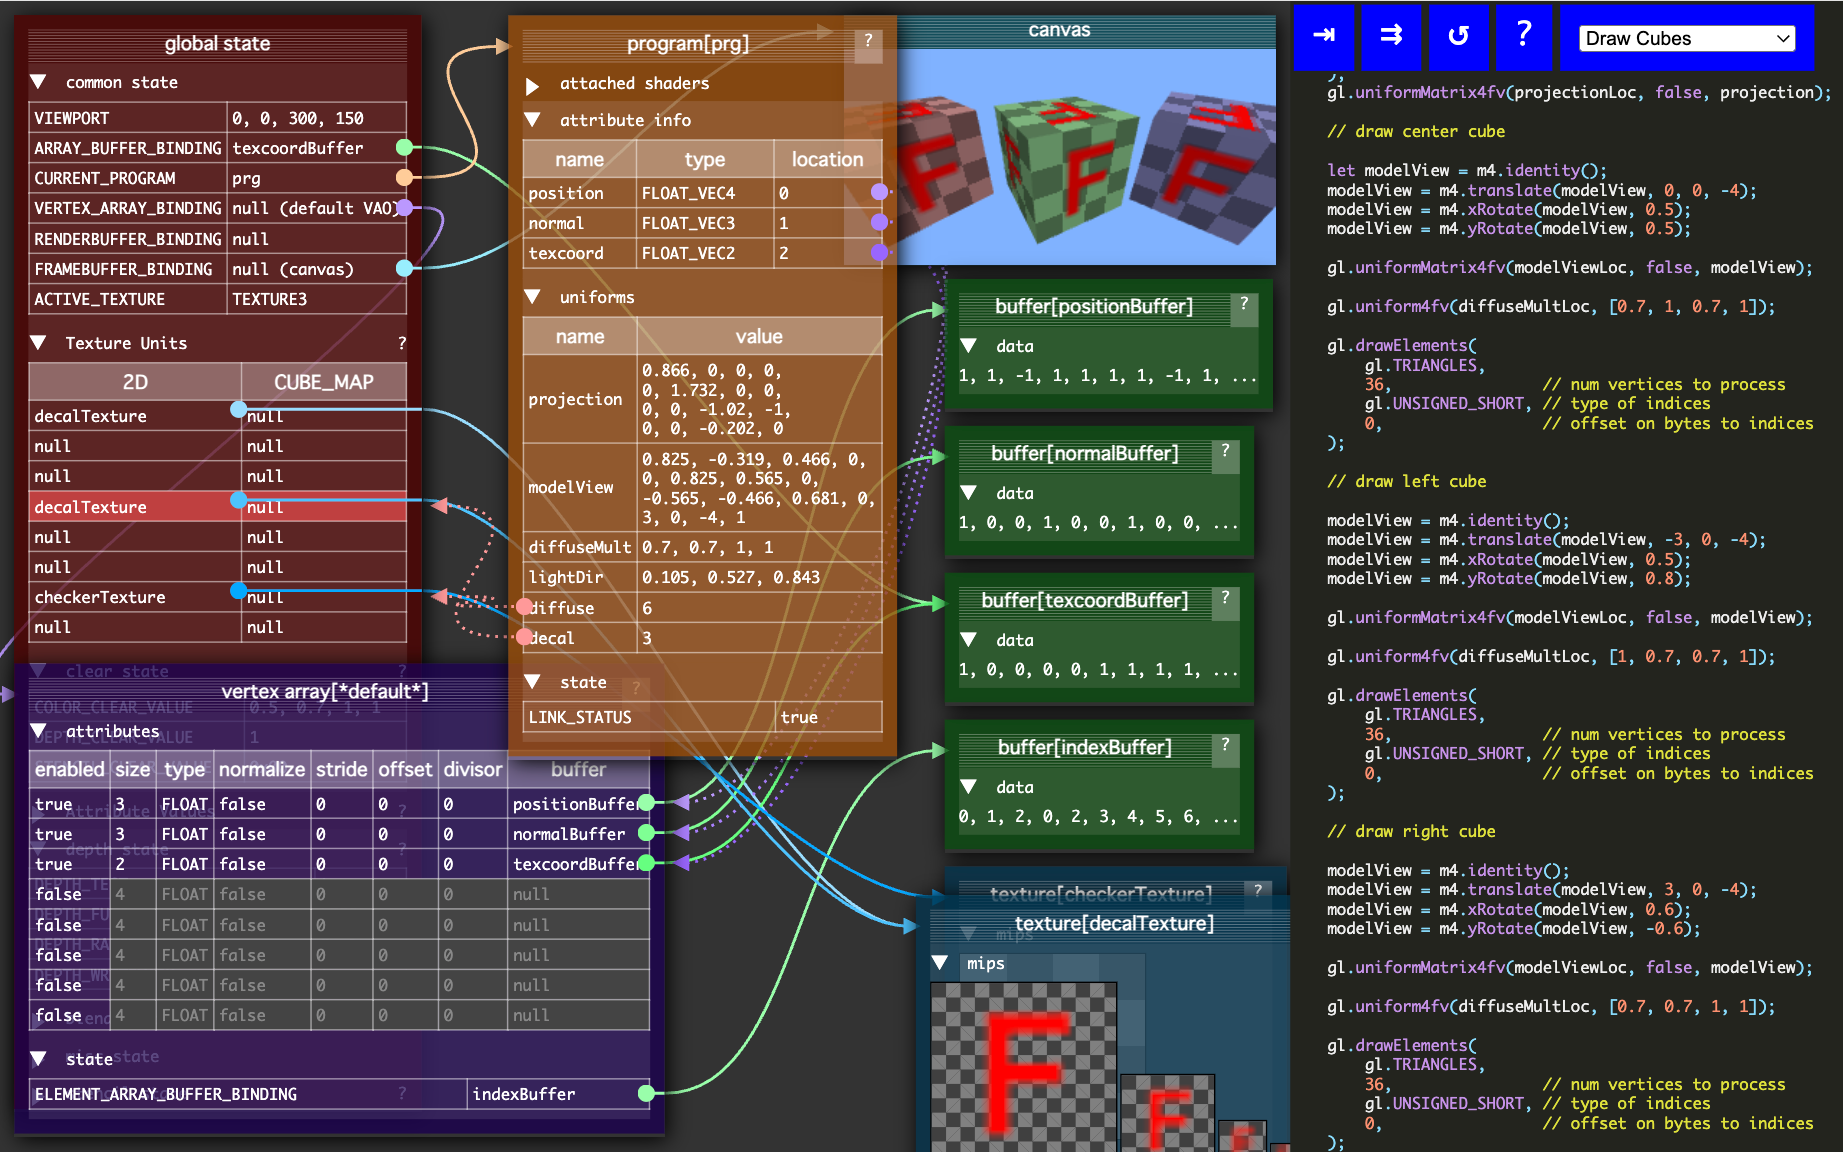 global state
common state
VIEWPORT 0, 0, 300, 150
ARRAY_BUFFER_BINDING texcoordBuffer
CURRENT_PROGRAM prg
VERTEX_ARRAY_BINDING null (default VAO)
RENDERBUFFER_BINDING null
FRAMEBUFFER_BINDING null (canvas)
ACTIVE_TEXTURE TEXTURE3
Texture Units ?
2D CUBE_MAP
decalTexture null
null null
null null
decalTexture null
null null
null null
checkerTexture null
null null
clear state ?
COLOR_CLEAR_VALUE 0.5, 0.7, 1, 1
DEPTH_CLEAR_VALUE 1
vertex array[*default*] ?
attributes
enabled size type normalize stride offset divisor buffer
true 3 FLOAT false 0 0 0 positionBuffer
true 3 FLOAT false 0 0 0 normalBuffer
true 2 FLOAT false 0 0 0 texcoordBuffer
false 4 FLOAT false 0 0 0 null
false 4 FLOAT false 0 0 0 null
false 4 FLOAT false 0 0 0 null
false 4 FLOAT false 0 0 0 null
false 4 FLOAT false 0 0 0 null
state
ELEMENT_ARRAY_BUFFER_BINDING indexBuffer
program[prg] ?
attached shaders
attribute info
name type location
position FLOAT_VEC4 0
normal FLOAT_VEC3 1
texcoord FLOAT_VEC2 2
uniforms
name value
projection 0.866, 0, 0, 0,
0, 1.732, 0, 0,
0, 0, -1.02, -1,
0, 0, -0.202, 0
modelView 0.825, -0.319, 0.466, 0,
0, 0.825, 0.565, 0,
-0.565, -0.466, 0.681, 0,
3, 0, -4, 1
diffuseMult 0.7, 0.7, 1, 1
lightDir 0.105, 0.527, 0.843
diffuse 6
decal 3
state
LINK_STATUS true
canvas
F F F
buffer[positionBuffer] ?
data
1, 1, -1, 1, 1, 1, 1, -1, 1, ...
buffer[normalBuffer] ?
data
1, 0, 0, 1, 0, 0, 1, 0, 0, ...
buffer[texcoordBuffer] ?
data
1, 0, 0, 0, 0, 1, 1, 1, 1, ...
buffer[indexBuffer] ?
data
0, 1, 2, 0, 2, 3, 4, 5, 6, ...
texture[checkerTexture] ?
texture[decalTexture]
mips
mips
F F
⇥ ⇉ ↺ ? Draw Cubes
);
gl.uniformMatrix4fv(projectionLoc, false, projection);
// draw center cube
let modelView = m4.identity();
modelView = m4.translate(modelView, 0, 0, -4);
modelView = m4.xRotate(modelView, 0.5);
modelView = m4.yRotate(modelView, 0.5);
gl.uniformMatrix4fv(modelViewLoc, false, modelView);
gl.uniform4fv(diffuseMultLoc, [0.7, 1, 0.7, 1]);
gl.drawElements(
gl.TRIANGLES,
36, // num vertices to process
gl.UNSIGNED_SHORT, // type of indices
0, // offset on bytes to indices
);
// draw left cube
modelView = m4.identity();
modelView = m4.translate(modelView, -3, 0, -4);
modelView = m4.xRotate(modelView, 0.5);
modelView = m4.yRotate(modelView, 0.8);
gl.uniformMatrix4fv(modelViewLoc, false, modelView);
gl.uniform4fv(diffuseMultLoc, [1, 0.7, 0.7, 1]);
gl.drawElements(
gl.TRIANGLES,
36, // num vertices to process
gl.UNSIGNED_SHORT, // type of indices
0, // offset on bytes to indices
);
// draw right cube
modelView = m4.identity();
modelView = m4.translate(modelView, 3, 0, -4);
modelView = m4.xRotate(modelView, 0.6);
modelView = m4.yRotate(modelView, -0.6);
gl.uniformMatrix4fv(modelViewLoc, false, modelView);
gl.uniform4fv(diffuseMultLoc, [0.7, 0.7, 1, 1]);
gl.drawElements(
gl.TRIANGLES,
36, // num vertices to process
gl.UNSIGNED_SHORT, // type of indices
0, // offset on bytes to indices
);